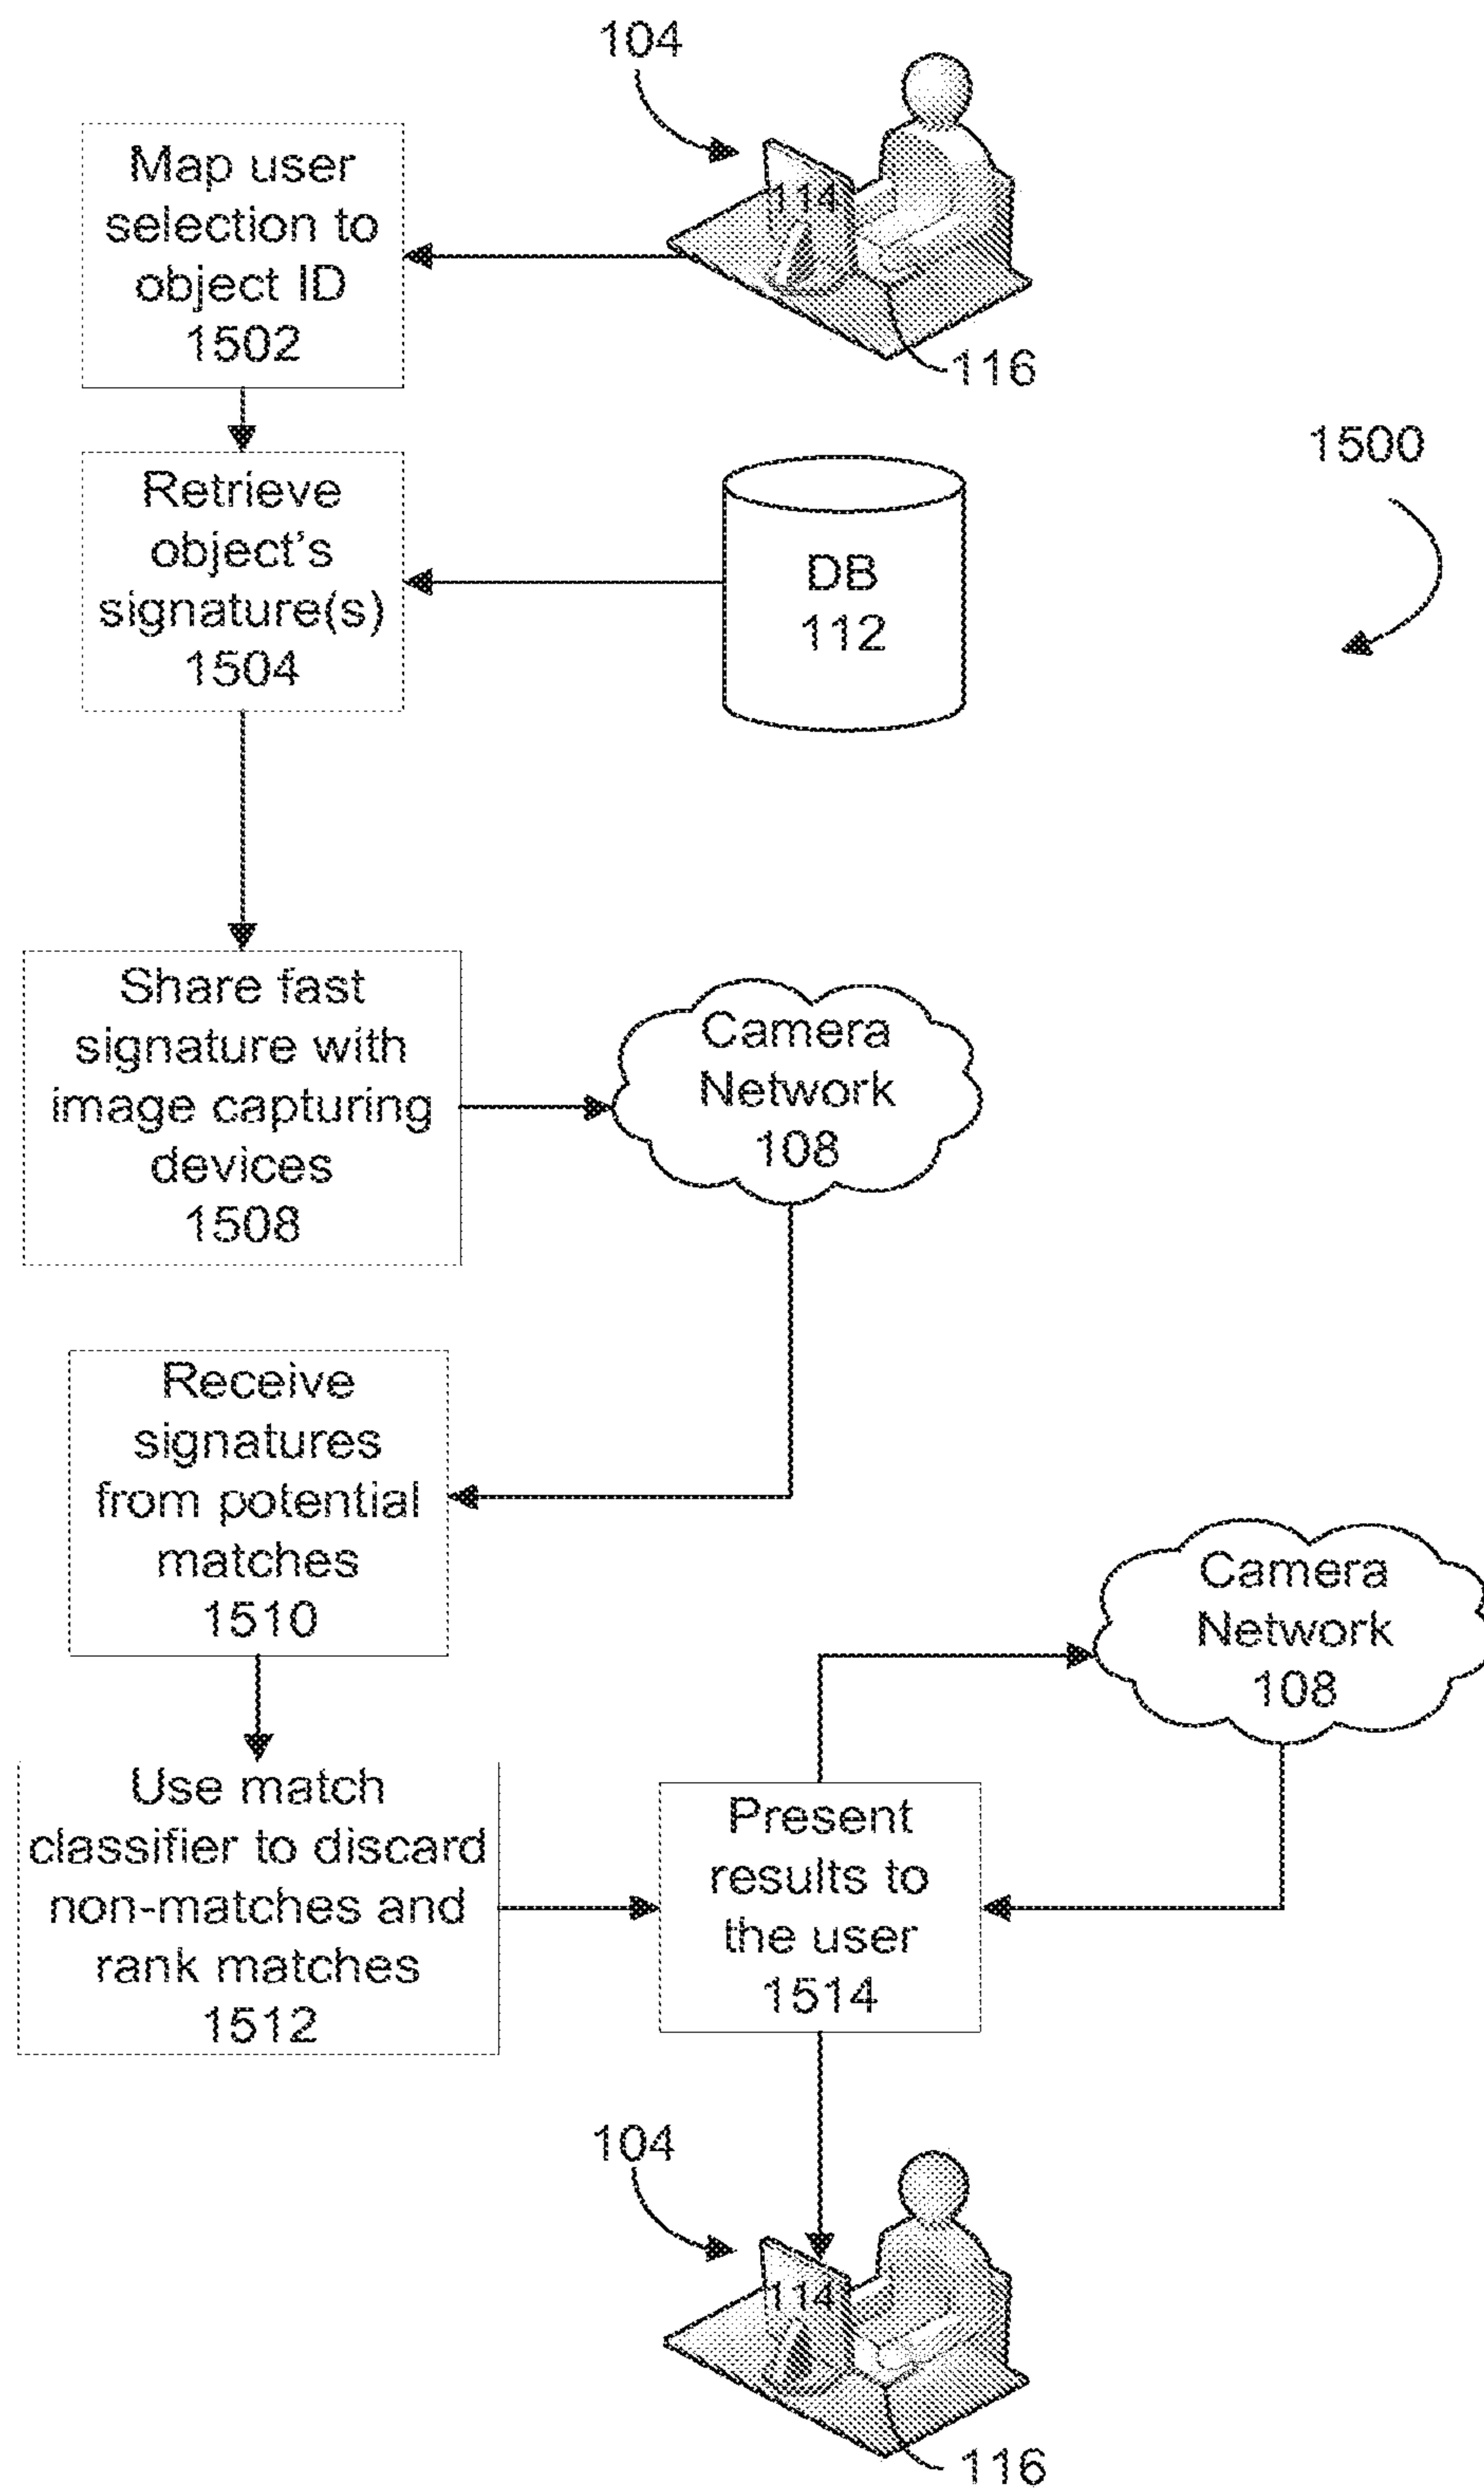 104
Map user
selection to
object ID
1502
114
116
1500
Retrieve
object's
signature(s)
1504
DB
112
Share fast
signature with
image capturing
devices
1508
Camera
Network
108
Receive
signatures
from potential
matches
1510
Camera
Network
108
Use match
classifier to discard
non-matches and
rank matches
1512
Present
results to
the user
1514
104
114
116